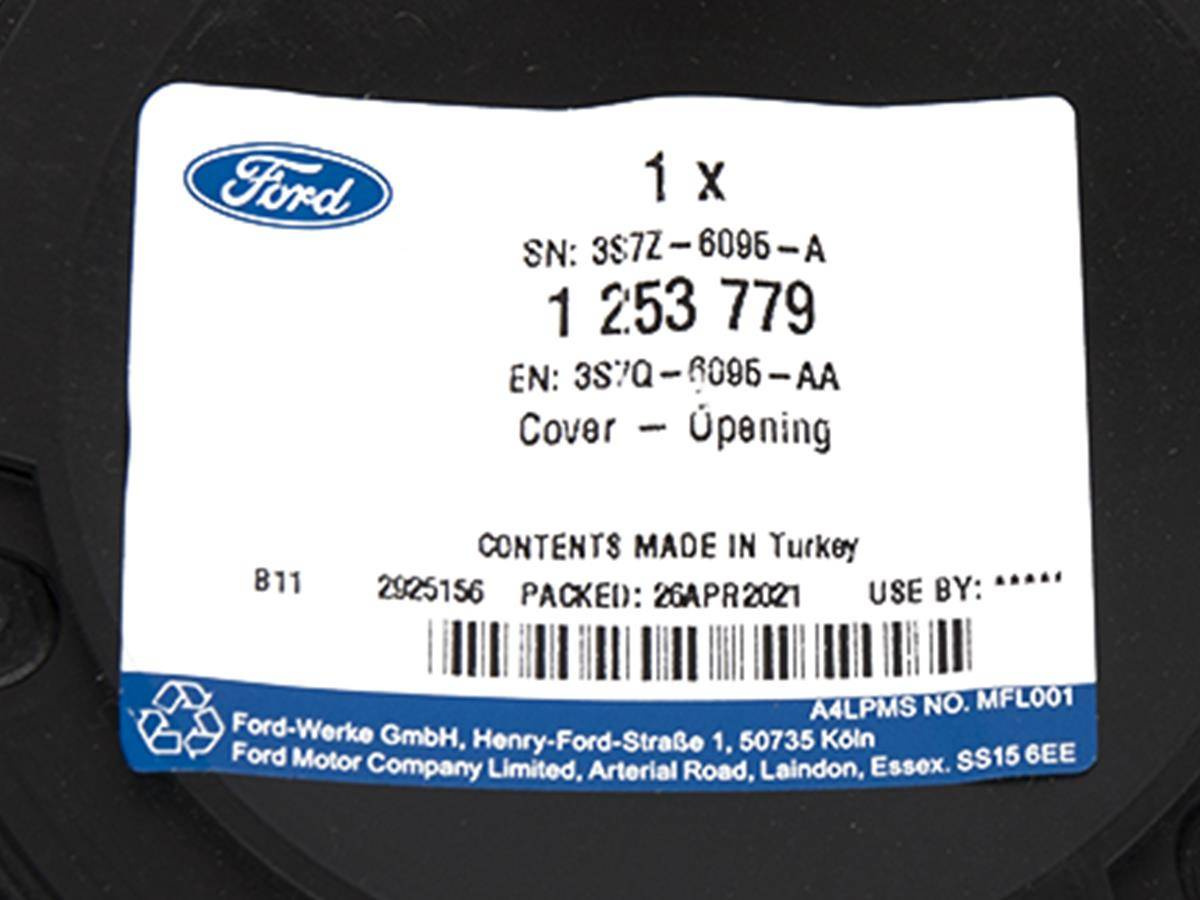 Ford
1 x
SN: 3S7Z-6095-A
1 253 779
EN: 3S7Q-6095-AA
Cover - Opening
CONTENTS MADE IN Turkey
B11 2925156 PACKED: 26APR2021 USE BY: *****
A4LPMS NO. MFL001
Ford-Werke GmbH, Henry-Ford-Straße 1, 50735 Köln
Ford Motor Company Limited, Arterial Road, Laindon, Essex. SS15 6EE